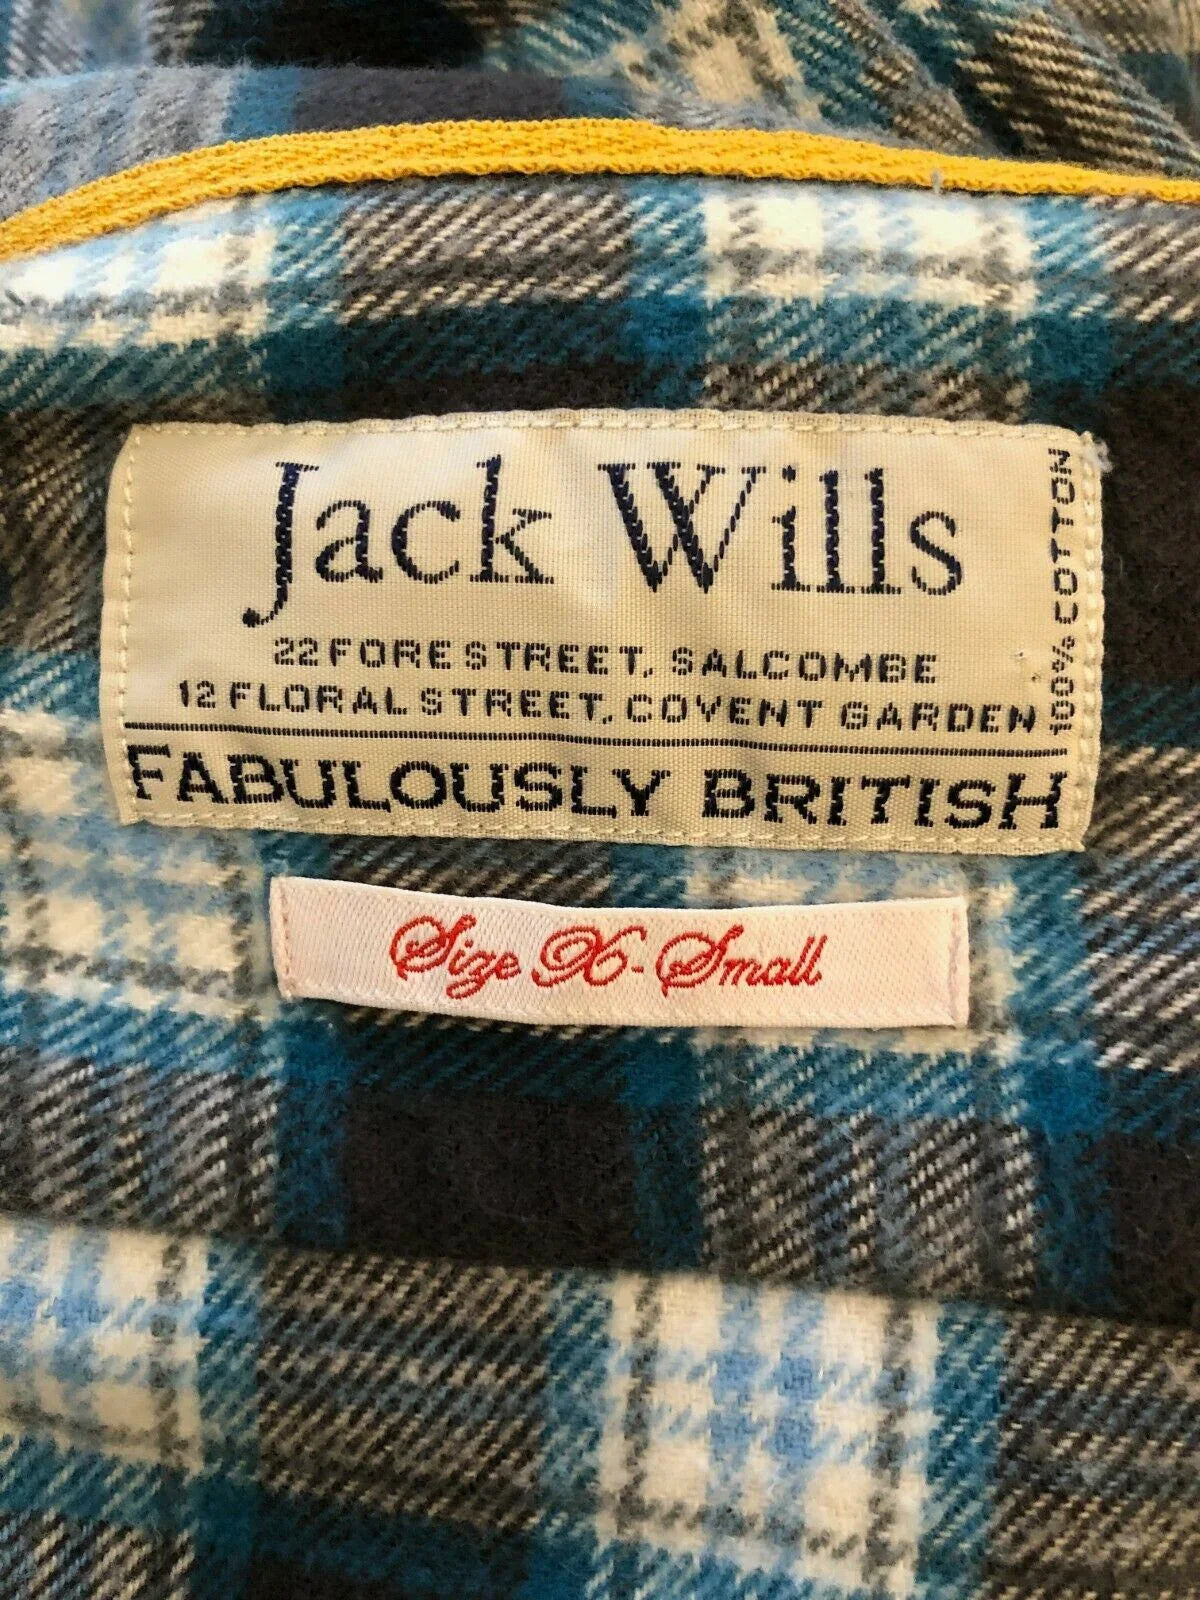 Jack Wills
22 FORE STREET, SALCOMBE
12 FLORAL STREET, COVENT GARDEN
100% COTTON
FABULOUSLY BRITISH
Size X-Small